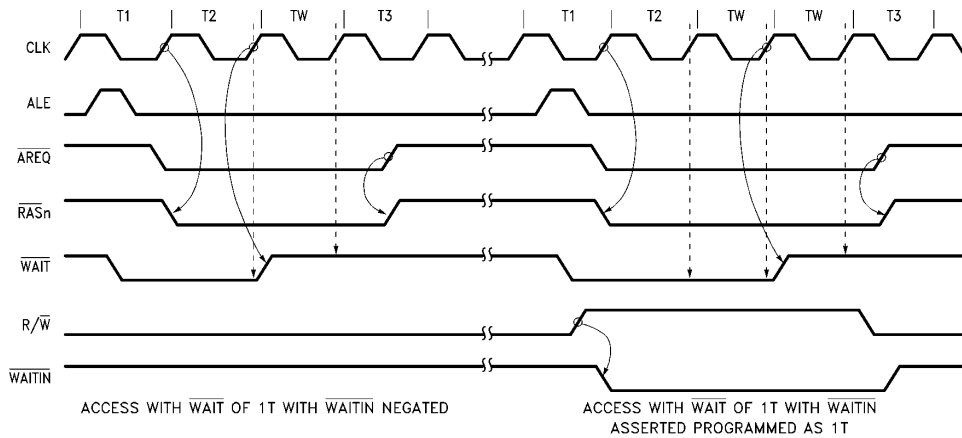 T1 T2 TW T3 T1 T2 TW TW T3
CLK
ALE
AREQ
RASn
WAIT
R/W
WAITIN
ACCESS WITH WAIT OF 1T WITH WAITIN NEGATED
ACCESS WITH WAIT OF 1T WITH WAITIN
ASSERTED PROGRAMMED AS 1T